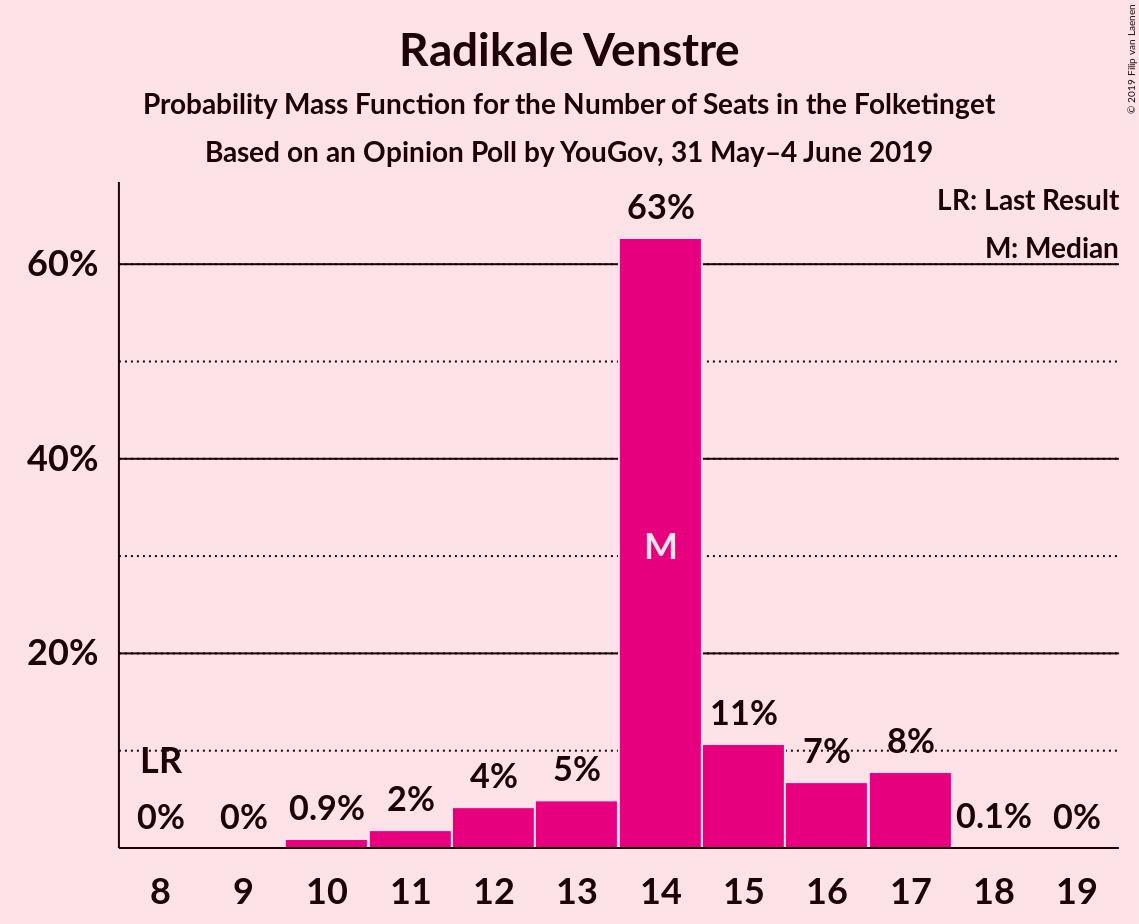 Radikale Venstre
Probability Mass Function for the Number of Seats in the Folketinget
Based on an Opinion Poll by YouGov, 31 May–4 June 2019
© 2019 Filip van Laenen
LR: Last Result
M: Median
60%
40%
20%
LR
0%
0%
0.9%
2%
4%
5%
63%
M
11%
7%
8%
0.1%
0%
8 9 10 11 12 13 14 15 16 17 18 19